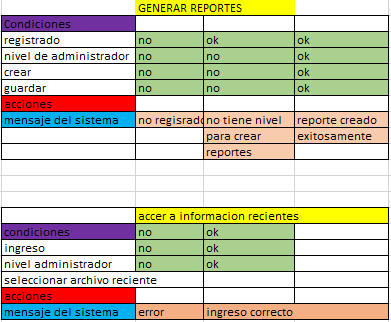 GENERAR REPORTES
Condiciones
registrado no ok ok
nivel de administrador no no ok
crear no no ok
guardar no no ok
acciones
mensaje del sistema no regisrad no tiene nivel reporte creado
para crear exitosamente
reportes
accer a informacion recientes
condiciones no ok
ingreso no ok
nivel administrador no ok
seleccionar archivo reciente
acciones
mensaje del sistema error ingreso correcto